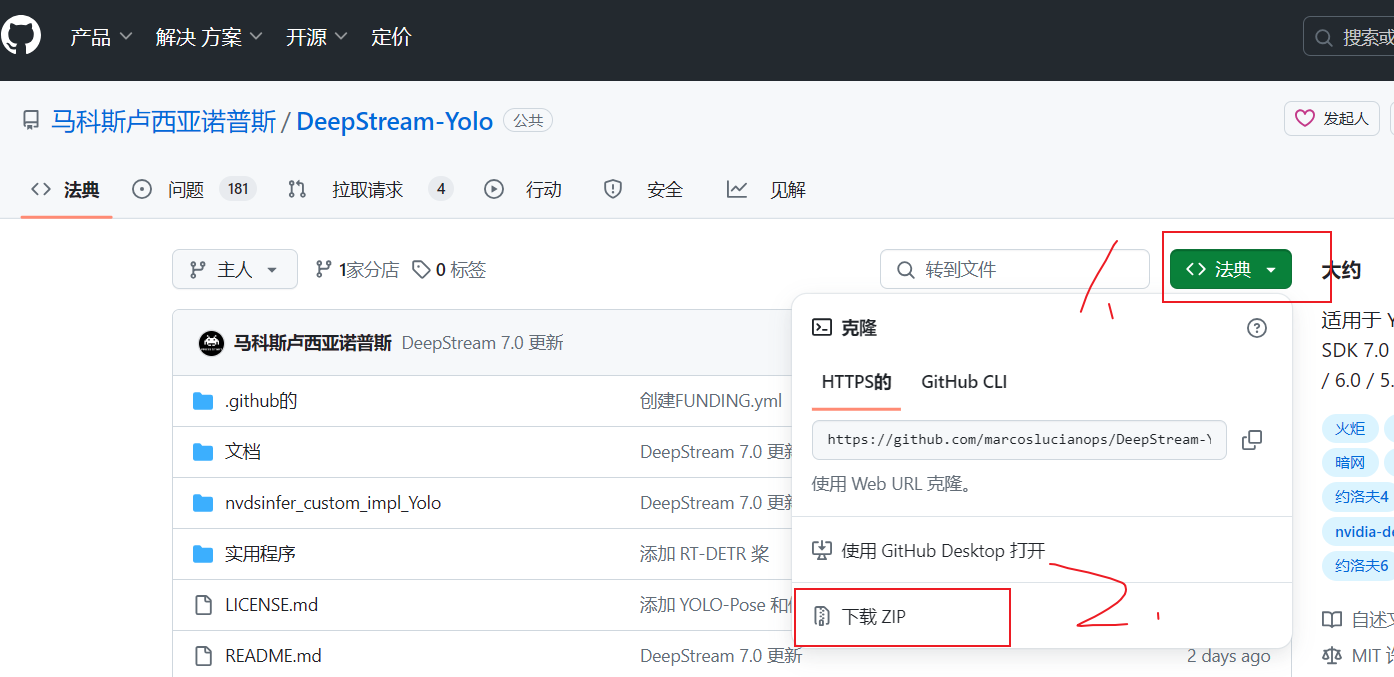 产品 解决 方案 开源 定价 搜索或
马科斯卢西亚诺普斯 / DeepStream-Yolo 公共 发起人
法典 问题 181 拉取请求 4 行动 安全 见解
主人 1家分店 0 标签 转到文件 法典 大约
马科斯卢西亚诺普斯 DeepStream 7.0 更新
.github的 创建FUNDING.yml
文档 DeepStream 7.0 更新
nvdsinfer_custom_impl_Yolo DeepStream 7.0 更新
实用程序 添加 RT-DETR 桨
LICENSE.md 添加 YOLO-Pose 和
README.md DeepStream 7.0 更新 2 days ago
克隆
HTTPS的 GitHub CLI
https://github.com/marcoslucianops/DeepStream-Y
使用 Web URL 克隆。
使用 GitHub Desktop 打开
下载 ZIP
1.
2.
适用于 Y
SDK 7.0
/ 6.0 / 5.
火炬
暗网
约洛夫4
nvidia-de
约洛夫6
自述文
MIT 许